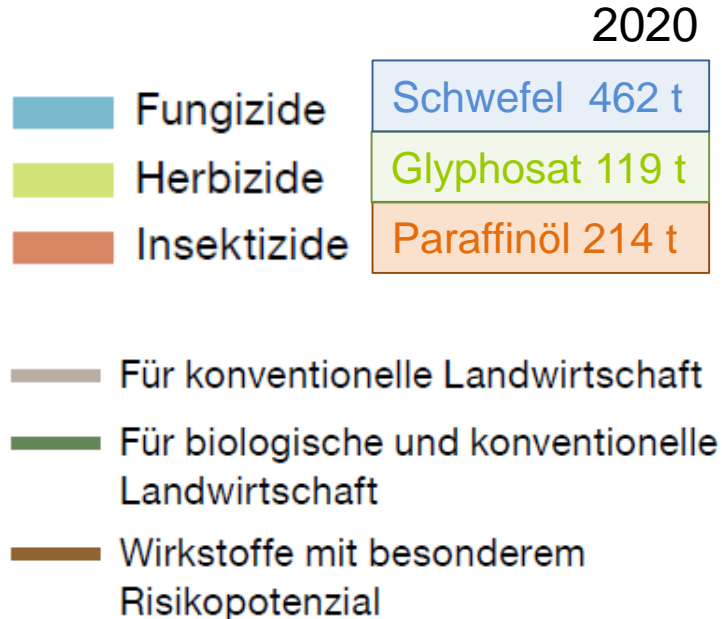 2020
Fungizide Schwefel 462 t
Herbizide Glyphosat 119 t
Insektizide Paraffinöl 214 t
Für konventionelle Landwirtschaft
Für biologische und konventionelle
Landwirtschaft
Wirkstoffe mit besonderem
Risikopotenzial